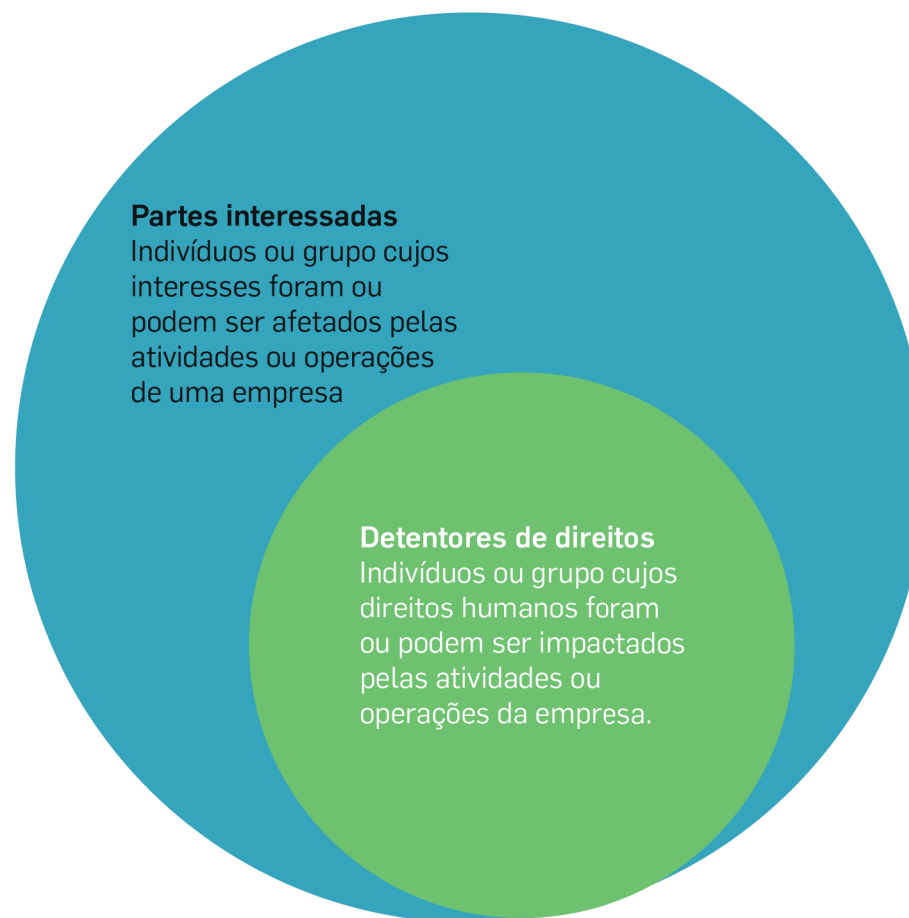 Partes interessadas
Indivíduos ou grupo cujos
interesses foram ou
podem ser afetados pelas
atividades ou operações
de uma empresa
Detentores de direitos
Indivíduos ou grupo cujos
direitos humanos foram
ou podem ser impactados
pelas atividades ou
operações da empresa.